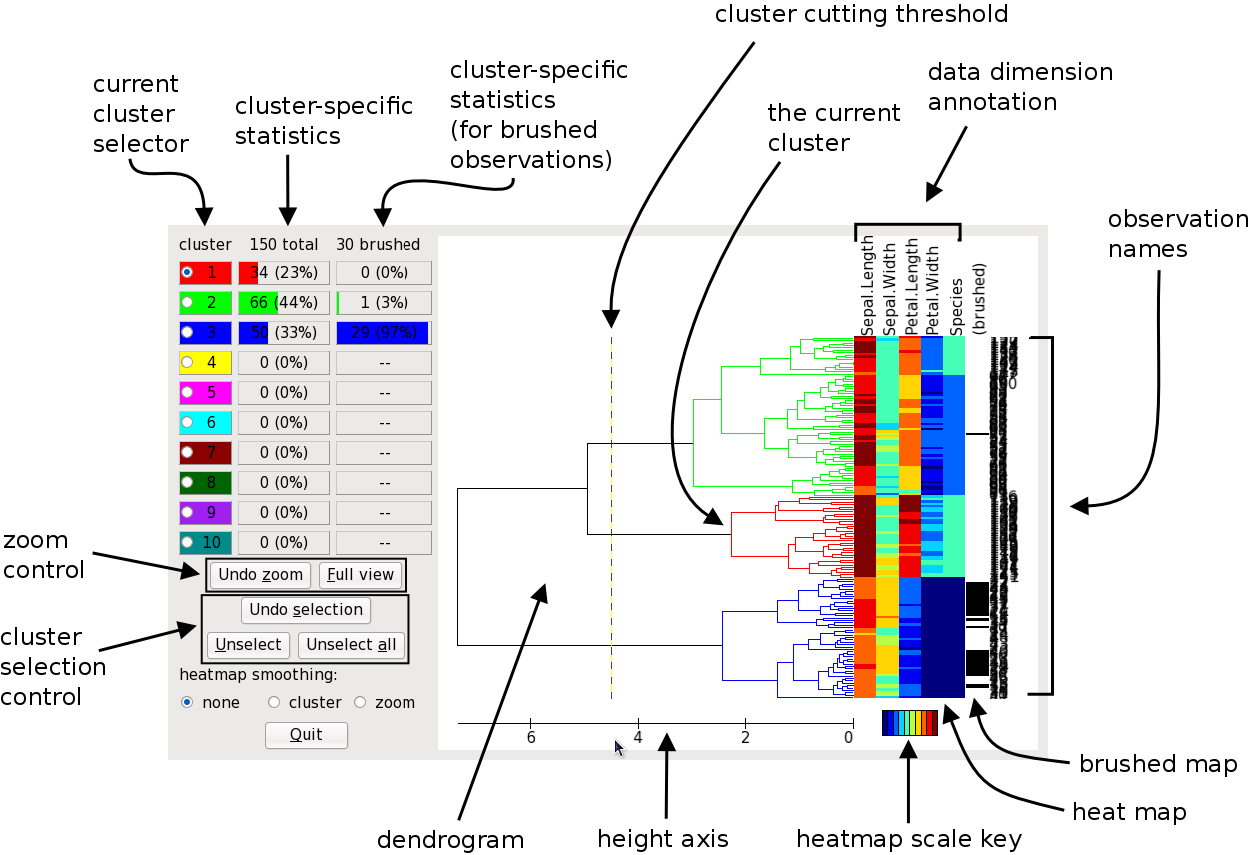 cluster cutting threshold
current
cluster
selector
cluster-specific
statistics
cluster-specific
statistics
(for brushed
observations)
the current
cluster
data dimension
annotation
observation
names
cluster 150 total 30 brushed
1 34 (23%) 0 (0%)
2 66 (44%) 1 (3%)
3 50 (33%) 29 (97%)
4 0 (0%) --
5 0 (0%) --
6 0 (0%) --
7 0 (0%) --
8 0 (0%) --
9 0 (0%) --
10 0 (0%) --
Undo zoom Full view
Undo selection
Unselect Unselect all
heatmap smoothing:
none cluster zoom
Quit
zoom
control
cluster
selection
control
Sepal.Length
Sepal.Width
Petal.Length
Petal.Width
Species
(brushed)
6 4 2 0
dendrogram
height axis
heatmap scale key
brushed map
heat map